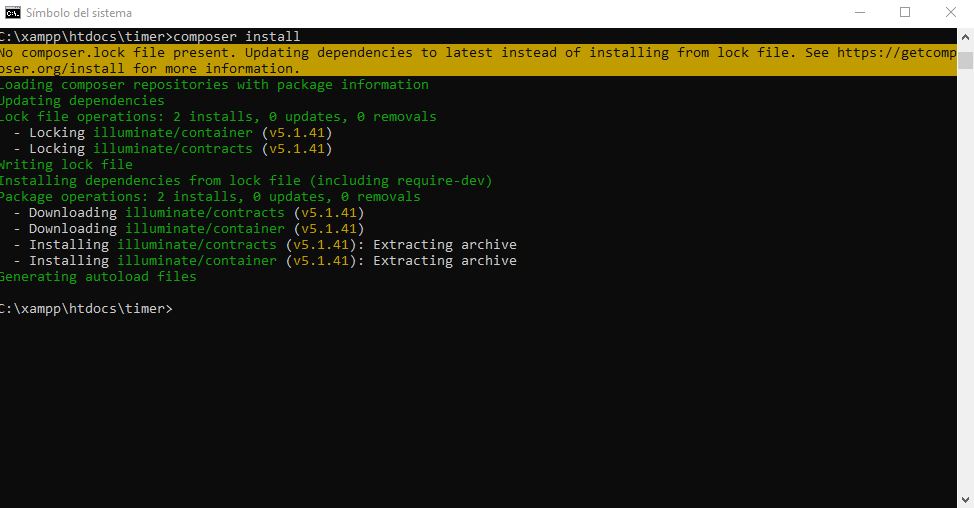 Símbolo del sistema
C:\xampp\htdocs\timer>composer install
No composer.lock file present. Updating dependencies to latest instead of installing from lock file. See https://getcomp
oser.org/install for more information.
Loading composer repositories with package information
Updating dependencies
Lock file operations: 2 installs, 0 updates, 0 removals
  - Locking illuminate/container (v5.1.41)
  - Locking illuminate/contracts (v5.1.41)
Writing lock file
Installing dependencies from lock file (including require-dev)
Package operations: 2 installs, 0 updates, 0 removals
  - Downloading illuminate/contracts (v5.1.41)
  - Downloading illuminate/container (v5.1.41)
  - Installing illuminate/contracts (v5.1.41): Extracting archive
  - Installing illuminate/container (v5.1.41): Extracting archive
Generating autoload files
C:\xampp\htdocs\timer>